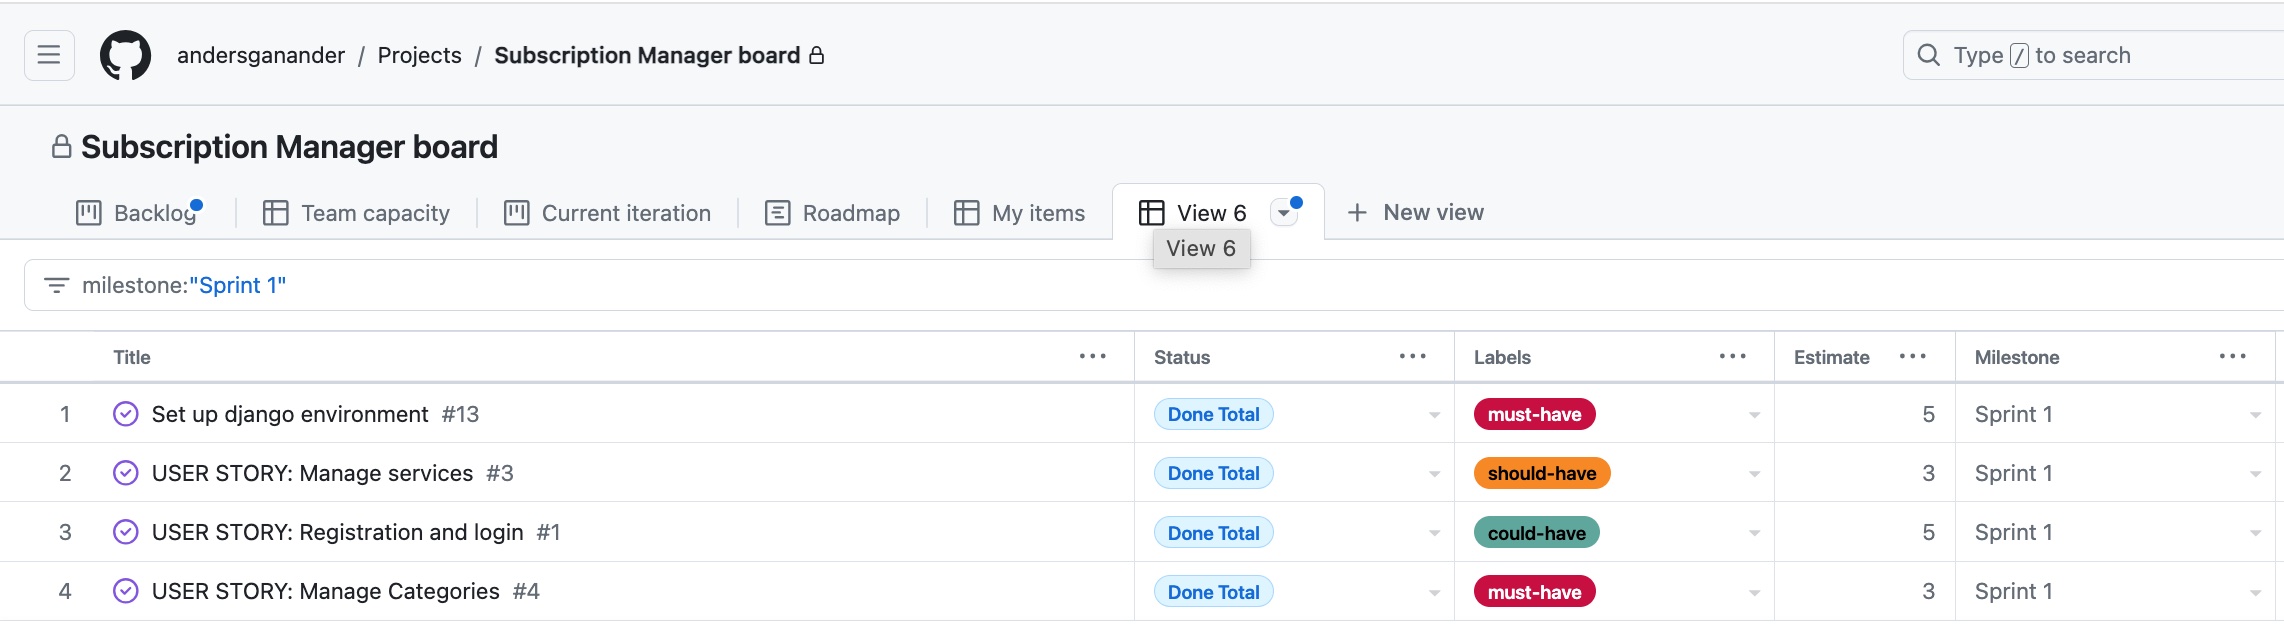 andersganander / Projects / Subscription Manager board
Type / to search
Subscription Manager board
Backlog Team capacity Current iteration Roadmap My items View 6 New view
View 6
milestone:"Sprint 1"
Title Status Labels Estimate Milestone
1 Set up django environment #13 Done Total must-have 5 Sprint 1
2 USER STORY: Manage services #3 Done Total should-have 3 Sprint 1
3 USER STORY: Registration and login #1 Done Total could-have 5 Sprint 1
4 USER STORY: Manage Categories #4 Done Total must-have 3 Sprint 1